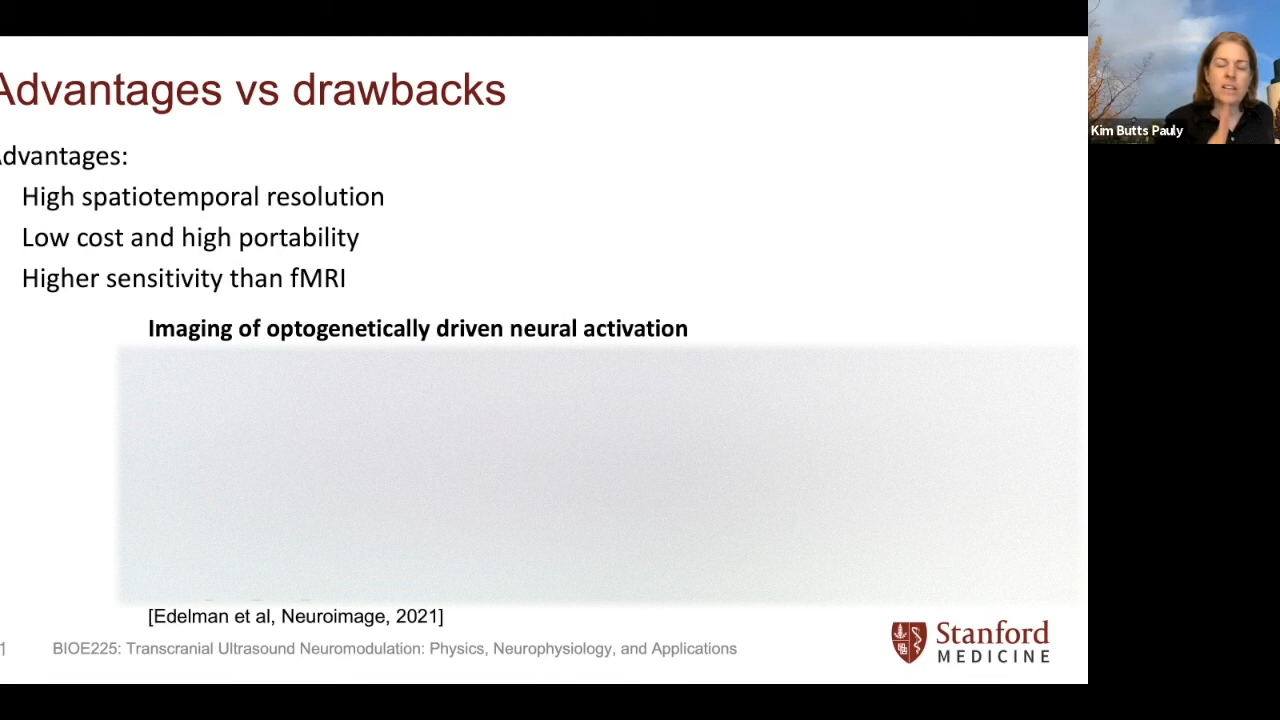 Advantages vs drawbacks
Advantages:
High spatiotemporal resolution
Low cost and high portability
Higher sensitivity than fMRI
Imaging of optogenetically driven neural activation
[Edelman et al, Neuroimage, 2021]
1 BIOE225: Transcranial Ultrasound Neuromodulation: Physics, Neurophysiology, and Applications
Stanford
MEDICINE
Kim Butts Pauly